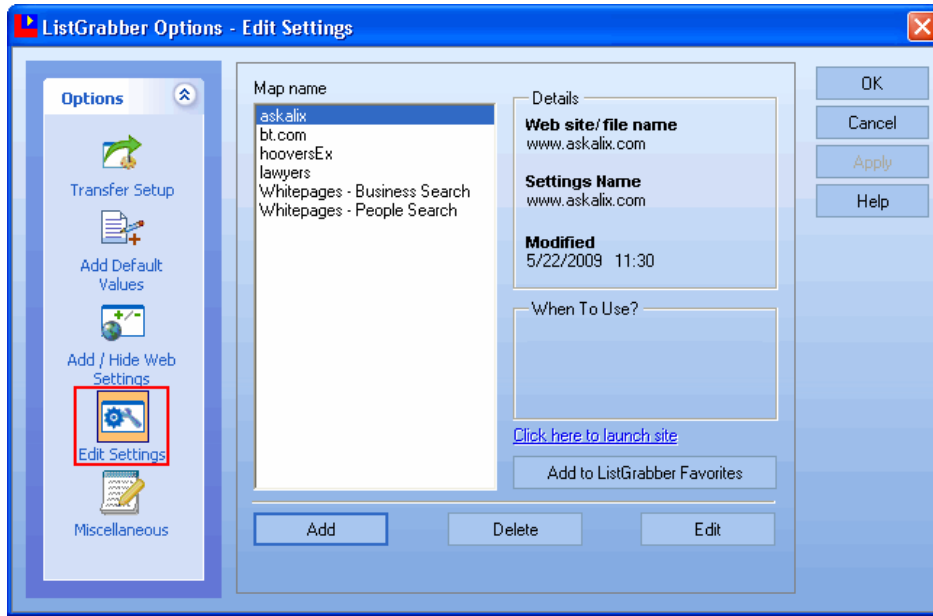 ListGrabber Options - Edit Settings
Options
Transfer Setup
Add Default
Values
Add / Hide Web
Settings
Edit Settings
Miscellaneous
Map name
askalix
bt.com
hooversEx
lawyers
Whitepages - Business Search
Whitepages - People Search
Details
Web site/file name
www.askalix.com
Settings Name
www.askalix.com
Modified
5/22/2009 11:30
When To Use?
Click here to launch site
Add to ListGrabber Favorites
Add
Delete
Edit
OK
Cancel
Apply
Help